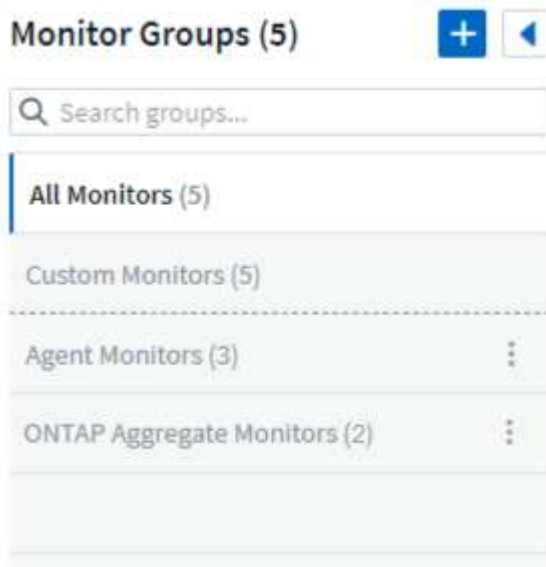 Monitor Groups (5)
Search groups...
All Monitors (5)
Custom Monitors (5)
Agent Monitors (3)
ONTAP Aggregate Monitors (2)